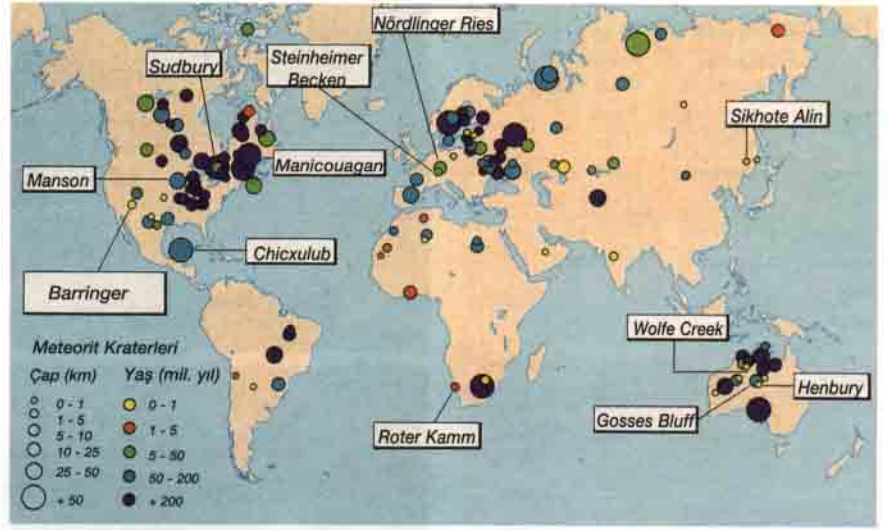 Nördlinger Ries
Steinheimer
Becken
Sudbury
Sikhote Alin
Manicouagan
Manson
Chicxulub
Barringer
Wolfe Creek
Henbury
Gosses Bluff
Roter Kamm
Meteorit Kraterleri
Çap (km)
0 - 1
1 - 5
5 - 10
10 - 25
25 - 50
+ 50
Yaş (mil. yıl)
0 - 1
1 - 5
5 - 50
50 - 200
+ 200